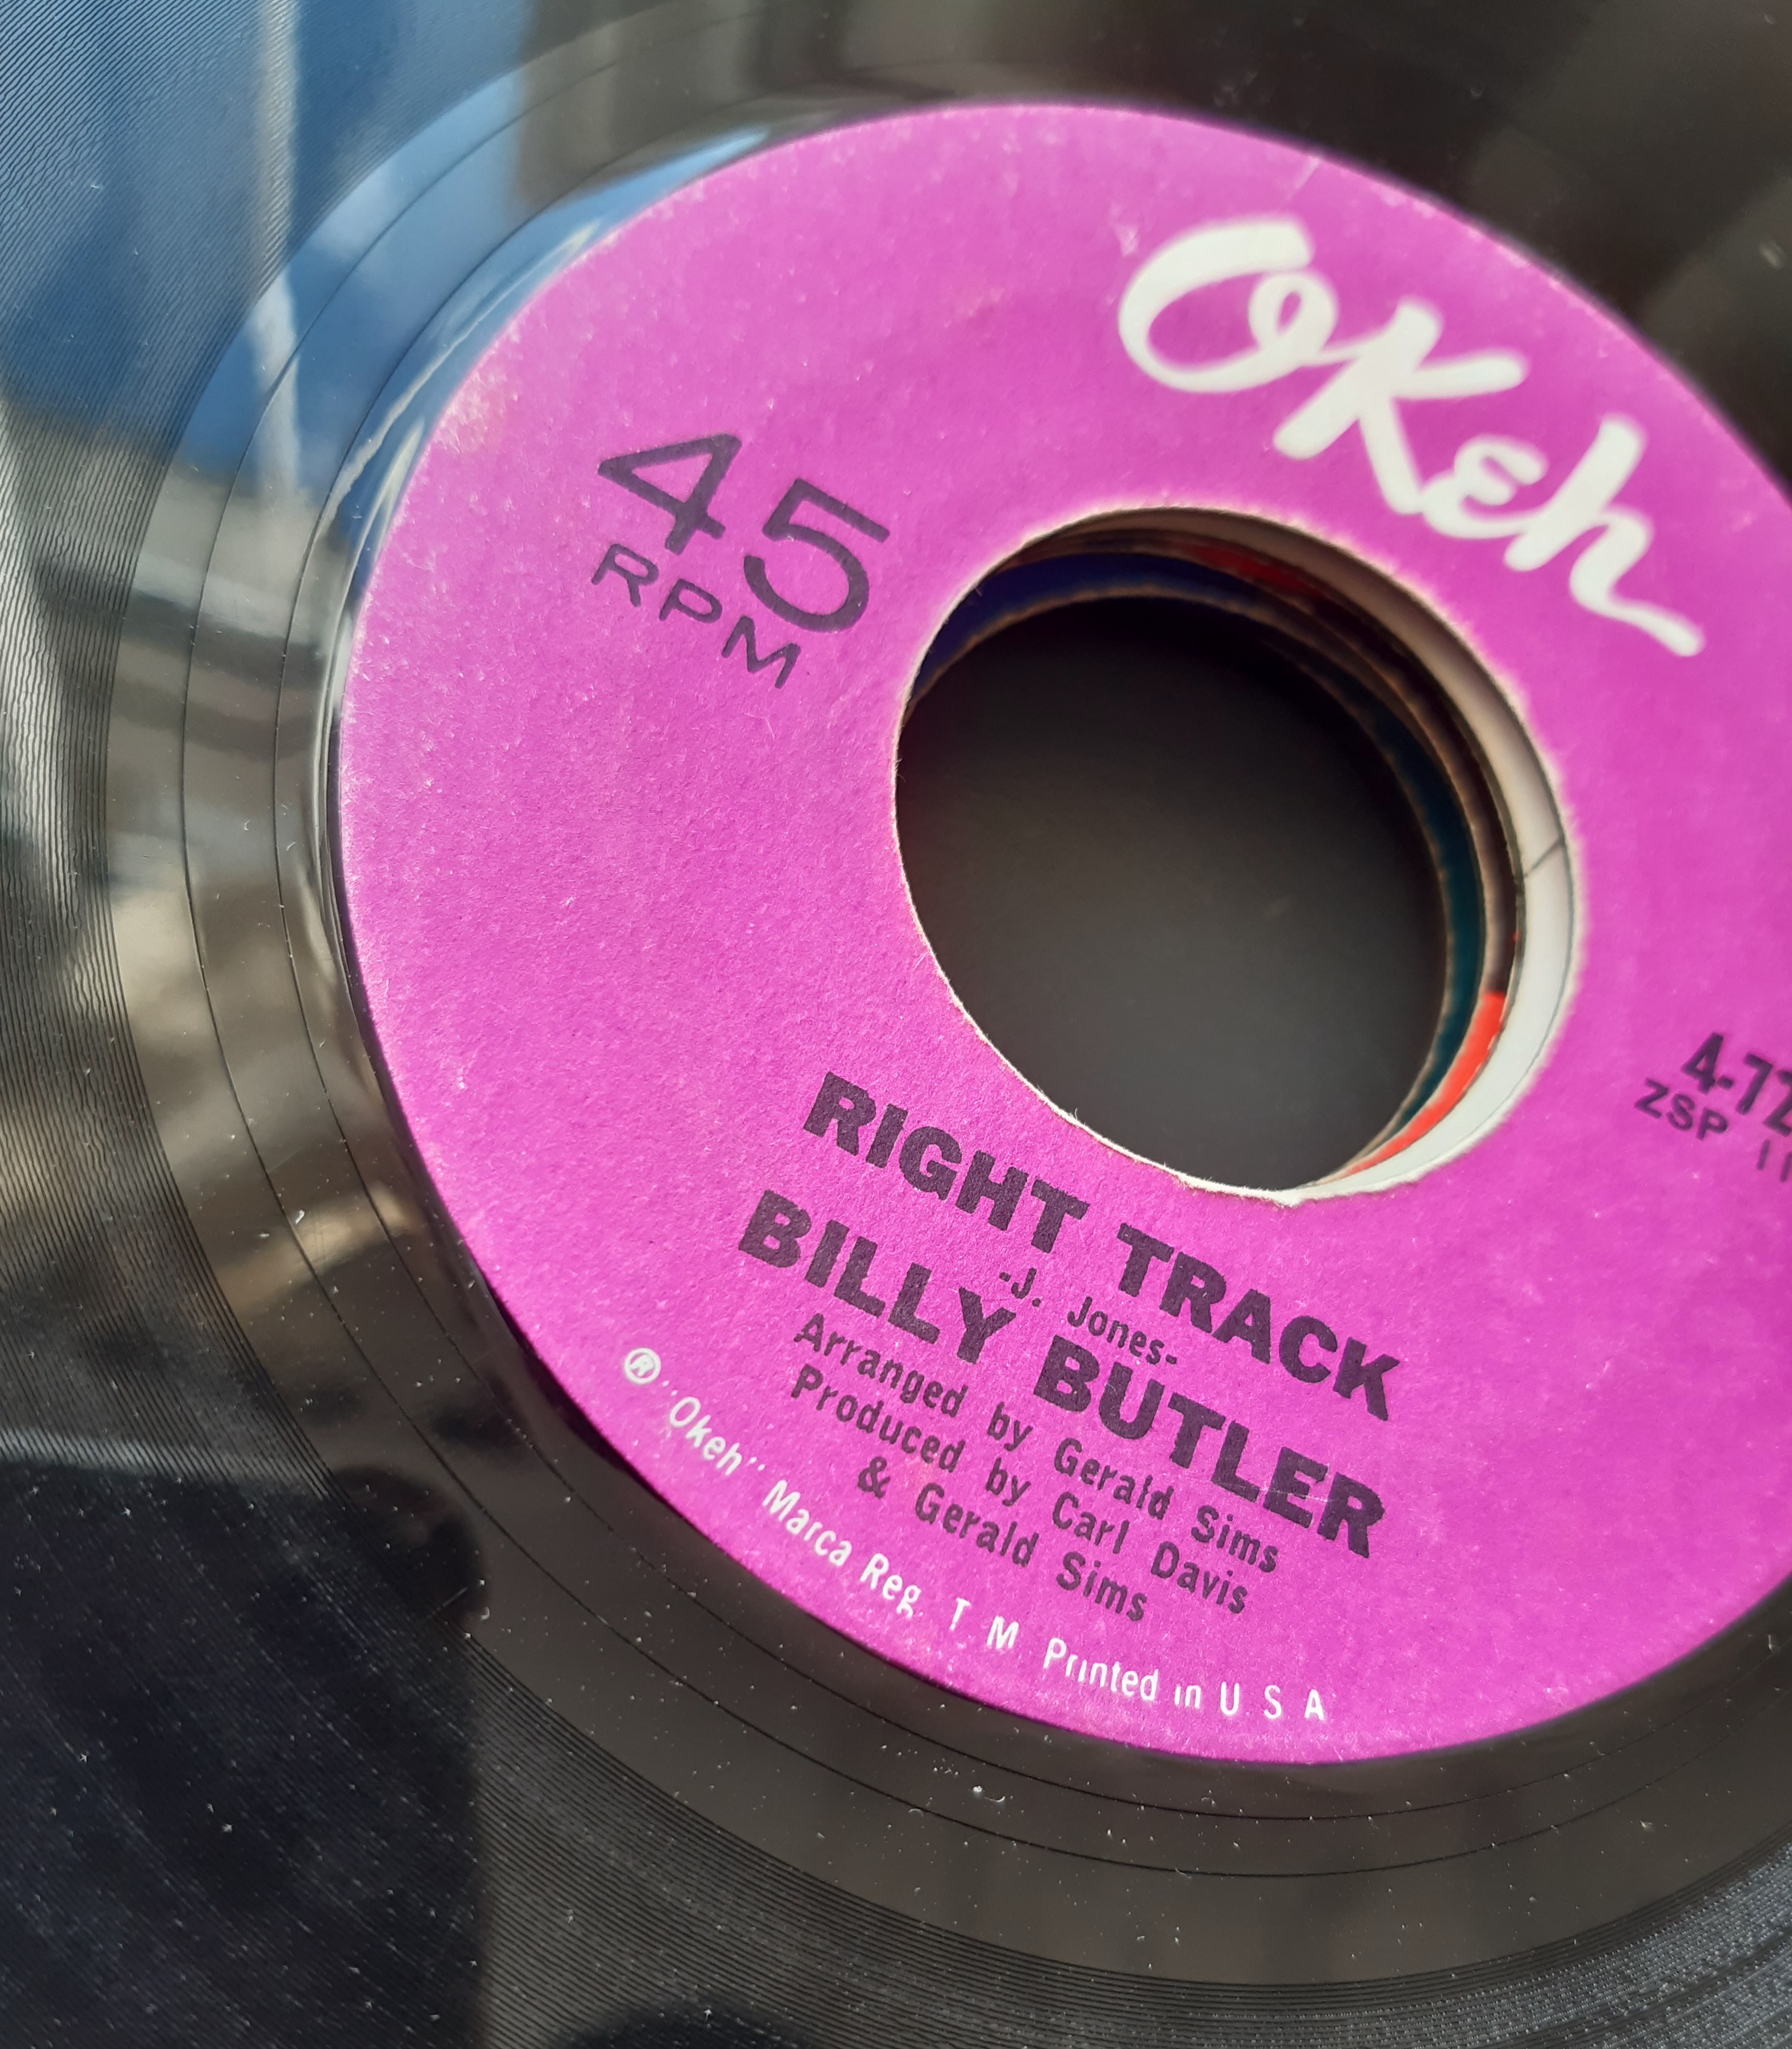 OKeh
45
RPM
4-72
ZSP 11
RIGHT TRACK
-J. Jones-
BILLY BUTLER
Arranged by Gerald Sims
Produced by Carl Davis
& Gerald Sims
® "Okeh" Marca Reg. T M Printed in U S A